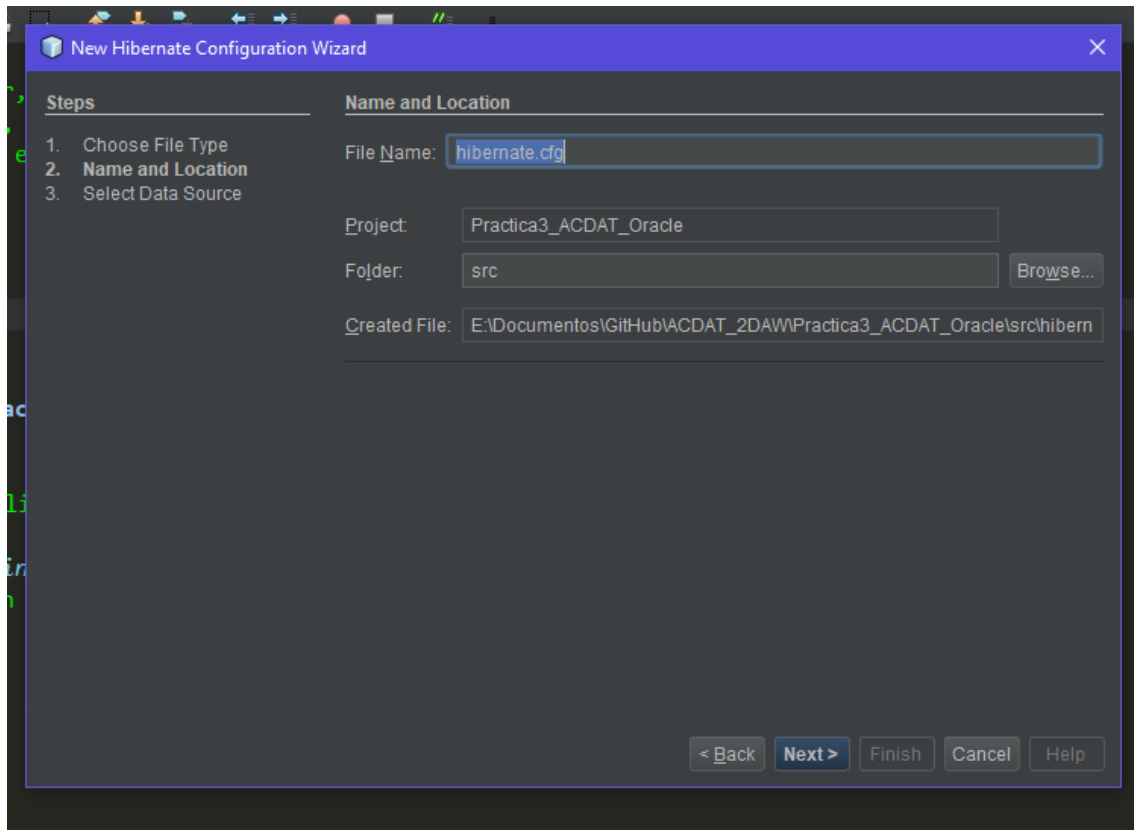 New Hibernate Configuration Wizard
Steps
1. Choose File Type
2. Name and Location
3. Select Data Source
Name and Location
File Name: hibernate.cfg
Project: Practica3_ACDAT_Oracle
Folder: src
Browse...
Created File: E:\Documentos\GitHub\ACDAT_2DAW\Practica3_ACDAT_Oracle\src\hibern
< Back
Next >
Finish
Cancel
Help